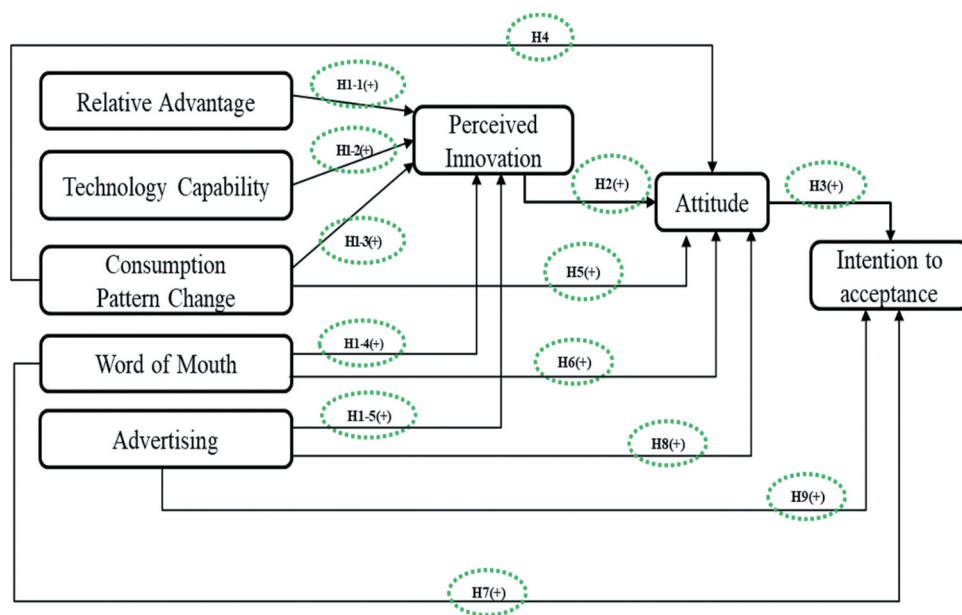 H4
Relative Advantage
H1-1(+)
Perceived
Innovation
Technology Capability
H1-2(+)
H2(+)
Attitude
H3(+)
H1-3(+)
Consumption
Pattern Change
H5(+)
Intention to
acceptance
Word of Mouth
H1-4(+)
H6(+)
Advertising
H1-5(+)
H8(+)
H9(+)
H7(+)